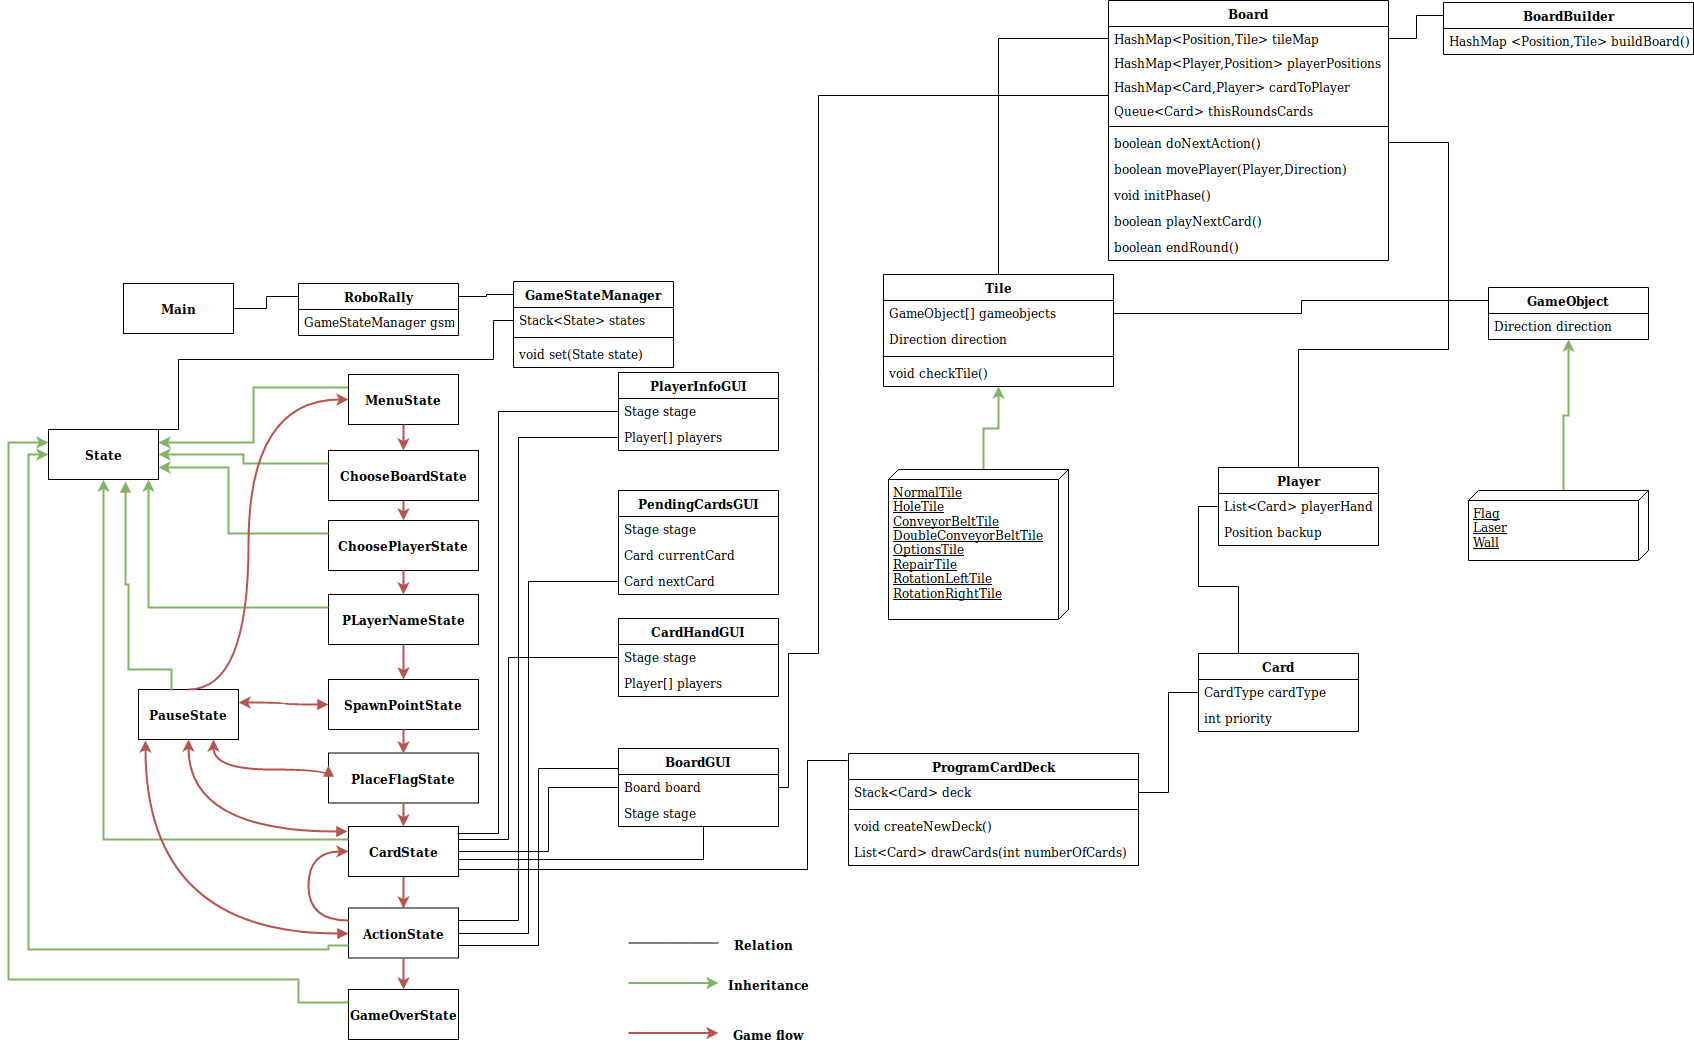 Board
HashMap<Position,Tile> tileMap
HashMap<Player,Position> playerPositions
HashMap<Card,Player> cardToPlayer
Queue<Card> thisRoundsCards
boolean doNextAction()
boolean movePlayer(Player,Direction)
void initPhase()
boolean playNextCard()
boolean endRound()
BoardBuilder
HashMap <Position,Tile> buildBoard()
Main
RoboRally
GameStateManager gsm
GameStateManager
Stack<State> states
void set(State state)
Tile
GameObject[] gameobjects
Direction direction
void checkTile()
GameObject
Direction direction
State
MenuState
ChooseBoardState
ChoosePlayerState
PLayerNameState
PauseState
SpawnPointState
PlaceFlagState
CardState
ActionState
GameOverState
PlayerInfoGUI
Stage stage
Player[] players
PendingCardsGUI
Stage stage
Card currentCard
Card nextCard
CardHandGUI
Stage stage
Player[] players
BoardGUI
Board board
Stage stage
NormalTile
HoleTile
ConveyorBeltTile
DoubleConveyorBeltTile
OptionsTile
RepairTile
RotationLeftTile
RotationRightTile
Player
List<Card> playerHand
Position backup
Flag
Laser
Wall
Card
CardType cardType
int priority
ProgramCardDeck
Stack<Card> deck
void createNewDeck()
List<Card> drawCards(int numberOfCards)
Relation
Inheritance
Game flow